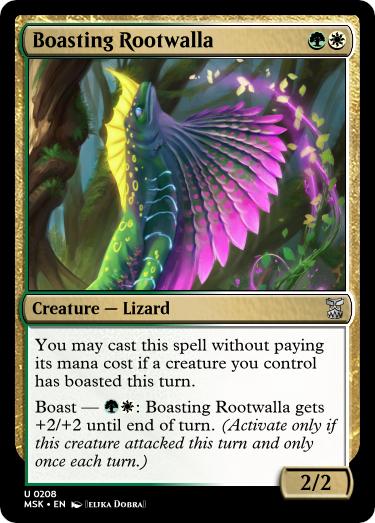 Boasting Rootwalla
Creature — Lizard
You may cast this spell without paying
its mana cost if a creature you control
has boasted this turn.
Boast — : Boasting Rootwalla gets
+2/+2 until end of turn. (Activate only if
this creature attacked this turn and only
once each turn.)
2/2
U 0208
MSK • EN ▯ELJKA DOBRA▯